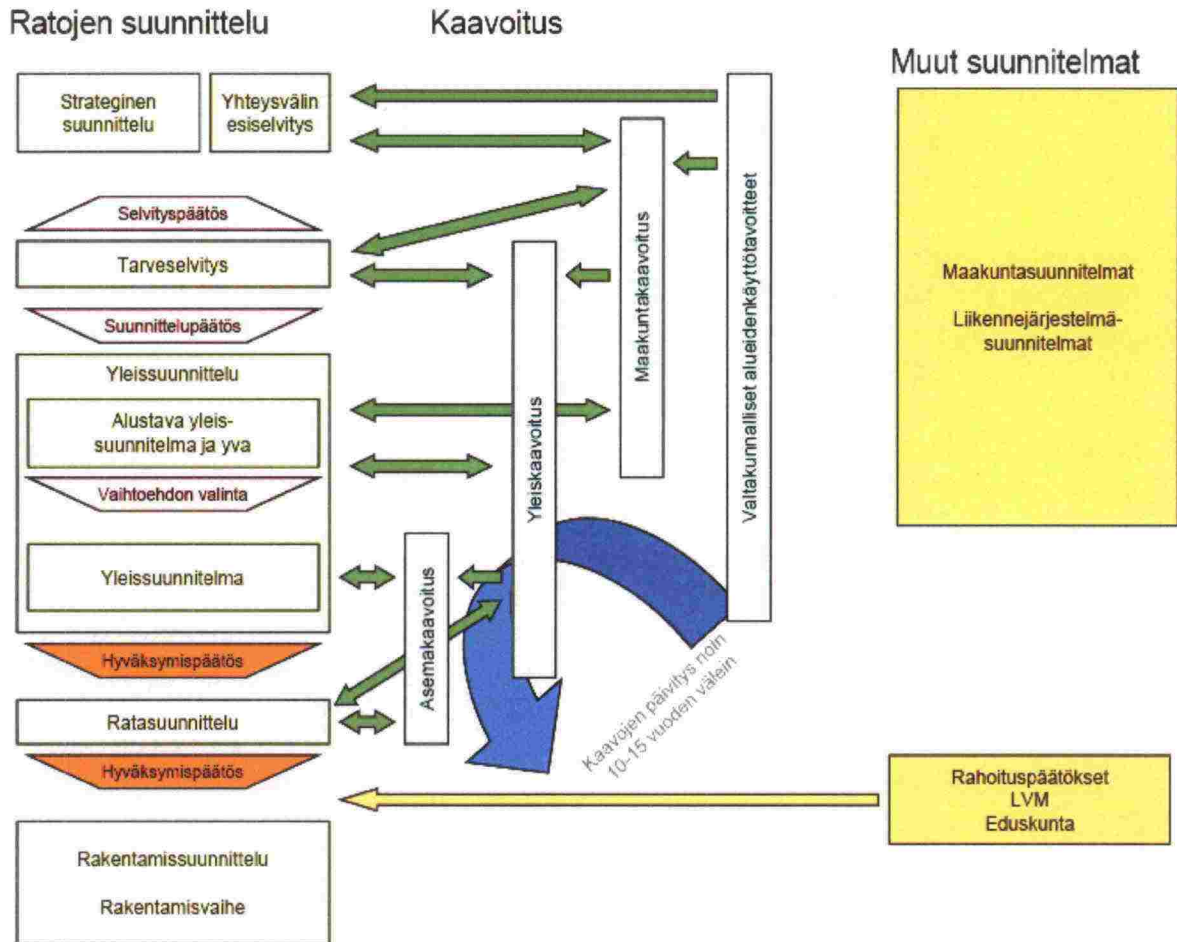 Ratojen suunnittelu
Kaavoitus
Muut suunnitelmat
Strateginen
suunnittelu
Yhteysvälin
esiselvitys
Selvityspäätös
Tarveselvitys
Suunnittelupäätös
Yleissuunnittelu
Alustava yleis-
suunnitelma ja yva
Vaihtoehdon valinta
Yleissuunnitelma
Hyväksymispäätös
Ratasuunnittelu
Hyväksymispäätös
Rakentamissuunnittelu
Rakentamisvaihe
Asemakaavoitus
Yleiskaavoitus
Maakuntakaavoitus
Valtakunnalliset alueidenkäyttötavoitteet
Kaavojen päivitys noin
10-15 vuoden välein
Maakuntasuunnitelmat
Liikennejärjestelmä-
suunnitelmat
Rahoituspäätökset
LVM
Eduskunta